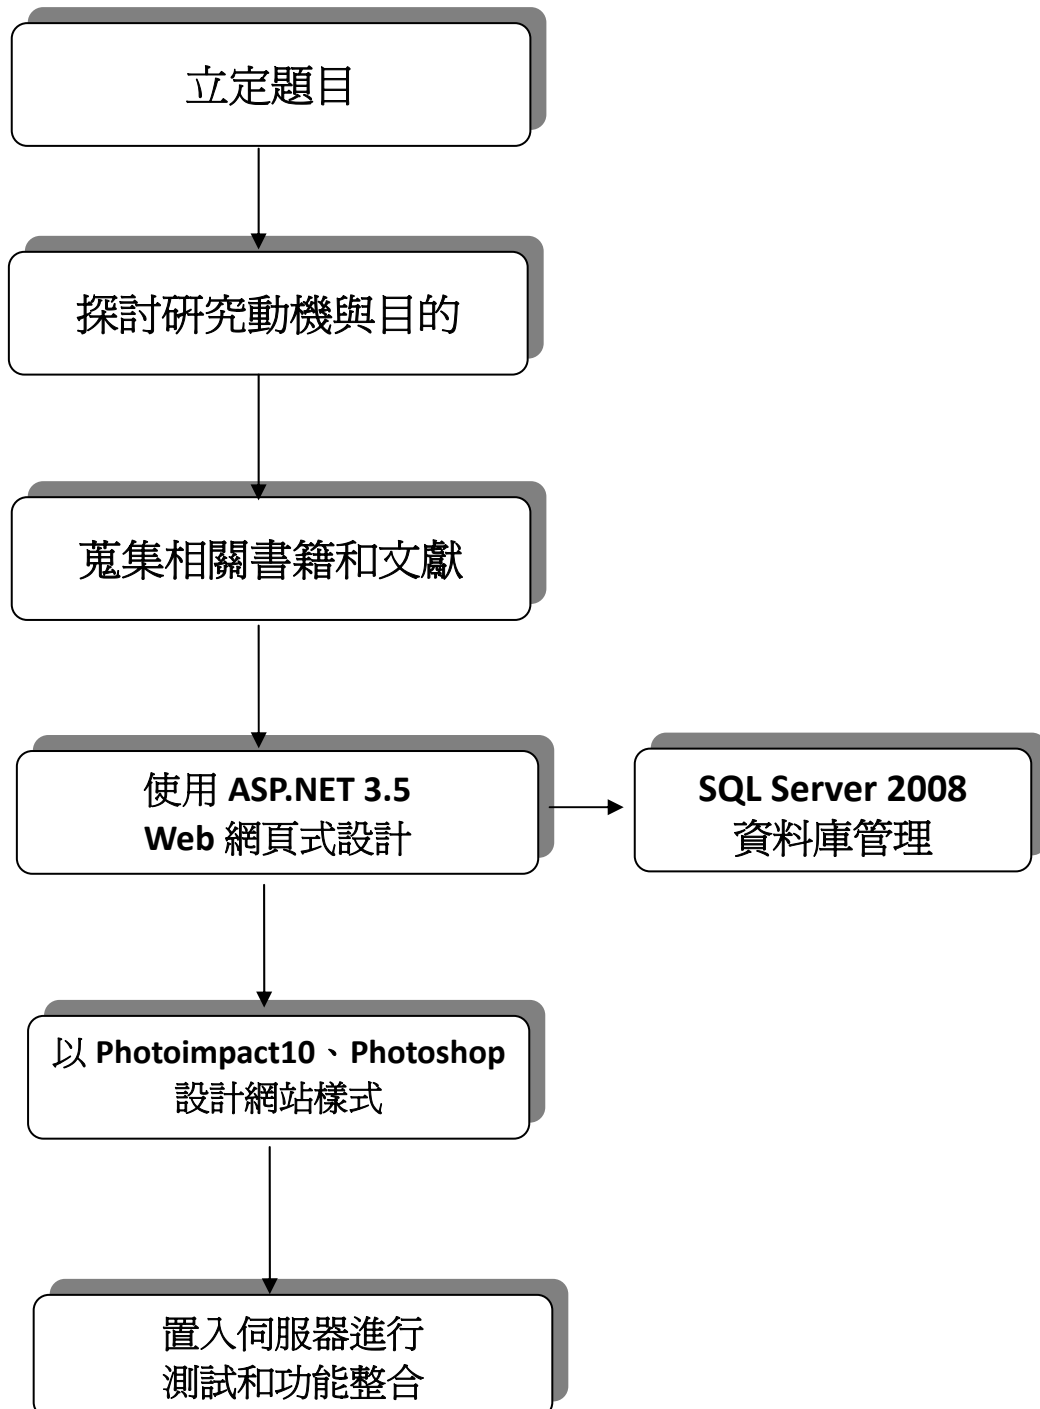 立定題目
探討研究動機與目的
蒐集相關書籍和文獻
使用 ASP.NET 3.5
Web 網頁式設計
SQL Server 2008
資料庫管理
以 Photoimpact10、Photoshop
設計網站樣式
置入伺服器進行
測試和功能整合